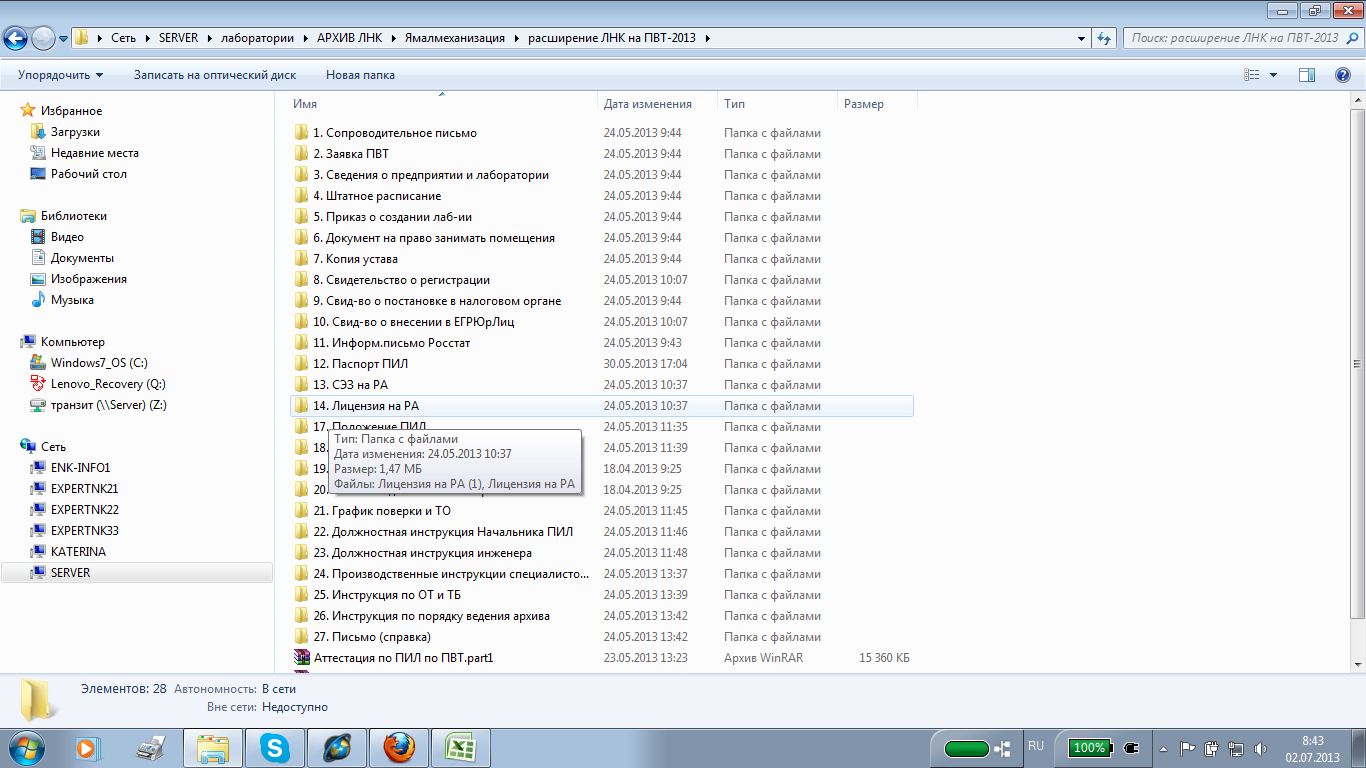 Сеть SERVER лаборатории АРХИВ ЛНК Ямалмеханизация расширение ЛНК на ПВТ-2013
Поиск: расширение ЛНК на ПВТ-2013
Упорядочить Записать на оптический диск Новая папка
Избранное
Загрузки
Недавние места
Рабочий стол
Библиотеки
Видео
Документы
Изображения
Музыка
Компьютер
Windows7_OS (C:)
Lenovo_Recovery (Q:)
транзит (\\Server) (Z:)
Сеть
ENK-INFO1
EXPERTNK21
EXPERTNK22
EXPERTNK33
KATERINA
SERVER
Имя Дата изменения Тип Размер
1. Сопроводительное письмо 24.05.2013 9:44 Папка с файлами
2. Заявка ПВТ 24.05.2013 9:44 Папка с файлами
3. Сведения о предприятии и лаборатории 24.05.2013 9:44 Папка с файлами
4. Штатное расписание 24.05.2013 9:44 Папка с файлами
5. Приказ о создании лаб-ии 24.05.2013 9:44 Папка с файлами
6. Документ на право занимать помещения 24.05.2013 9:44 Папка с файлами
7. Копия устава 24.05.2013 9:44 Папка с файлами
8. Свидетельство о регистрации 24.05.2013 10:07 Папка с файлами
9. Свид-во о постановке в налоговом органе 24.05.2013 9:44 Папка с файлами
10. Свид-во о внесении в ЕГРЮрЛиц 24.05.2013 10:07 Папка с файлами
11. Информ.письмо Росстат 24.05.2013 9:43 Папка с файлами
12. Паспорт ПИЛ 30.05.2013 17:04 Папка с файлами
13. СЭЗ на РА 24.05.2013 10:37 Папка с файлами
14. Лицензия на РА 24.05.2013 10:37 Папка с файлами
17. Положение ПИЛ 24.05.2013 11:35 Папка с файлами
18. 24.05.2013 11:39 Папка с файлами
19. 18.04.2013 9:25 Папка с файлами
20. 18.04.2013 9:25 Папка с файлами
Тип: Папка с файлами
Дата изменения: 24.05.2013 10:37
Размер: 1,47 МБ
Файлы: Лицензия на РА (1), Лицензия на РА
21. График поверки и ТО 24.05.2013 11:45 Папка с файлами
22. Должностная инструкция Начальника ПИЛ 24.05.2013 11:46 Папка с файлами
23. Должностная инструкция инженера 24.05.2013 11:48 Папка с файлами
24. Производственные инструкции специалисто... 24.05.2013 13:37 Папка с файлами
25. Инструкция по ОТ и ТБ 24.05.2013 13:39 Папка с файлами
26. Инструкция по порядку ведения архива 24.05.2013 13:42 Папка с файлами
27. Письмо (справка) 24.05.2013 13:42 Папка с файлами
Аттестация по ПИЛ по ПВТ.part1 23.05.2013 13:23 Архив WinRAR 15 360 КБ
Элементов: 28 Автономность: В сети
Вне сети: Недоступно
RU 100% 8:43
02.07.2013